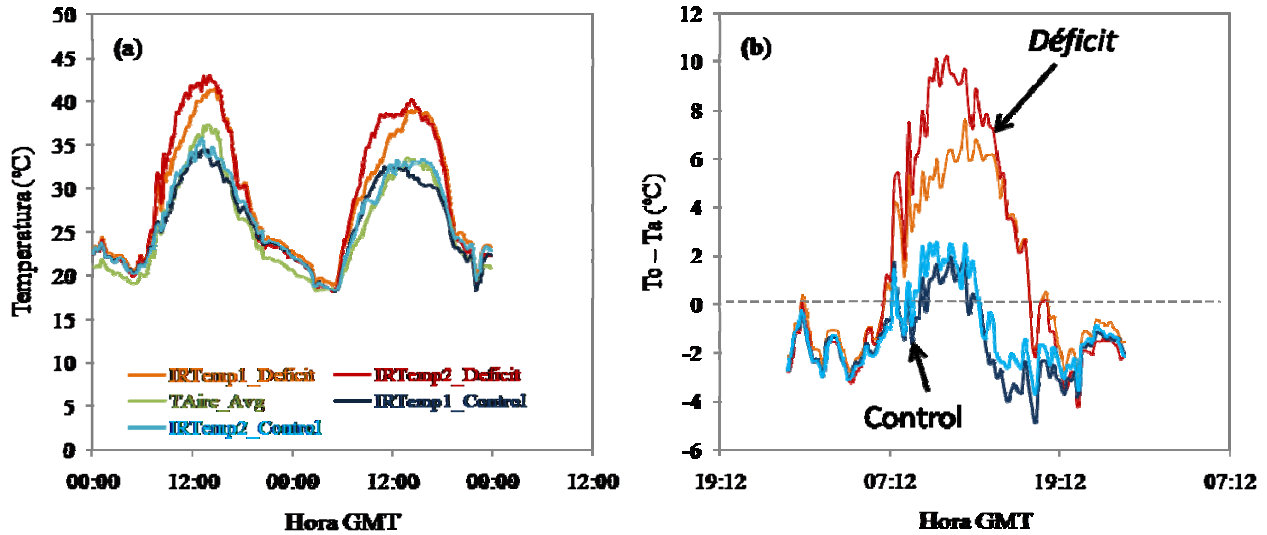 (a)
Temperatura (°C)
50
45
40
35
30
25
20
15
10
5
0
IRTemp1_Deficit
IRTemp2_Deficit
TAire_Avg
IRTemp1_Control
IRTemp2_Control
00:00
12:00
00:00
12:00
00:00
12:00
Hora GMT
(b)
Déficit
T0 – Ta (°C)
12
10
8
6
4
2
0
-2
-4
-6
Control
19:12
07:12
19:12
07:12
Hora GMT